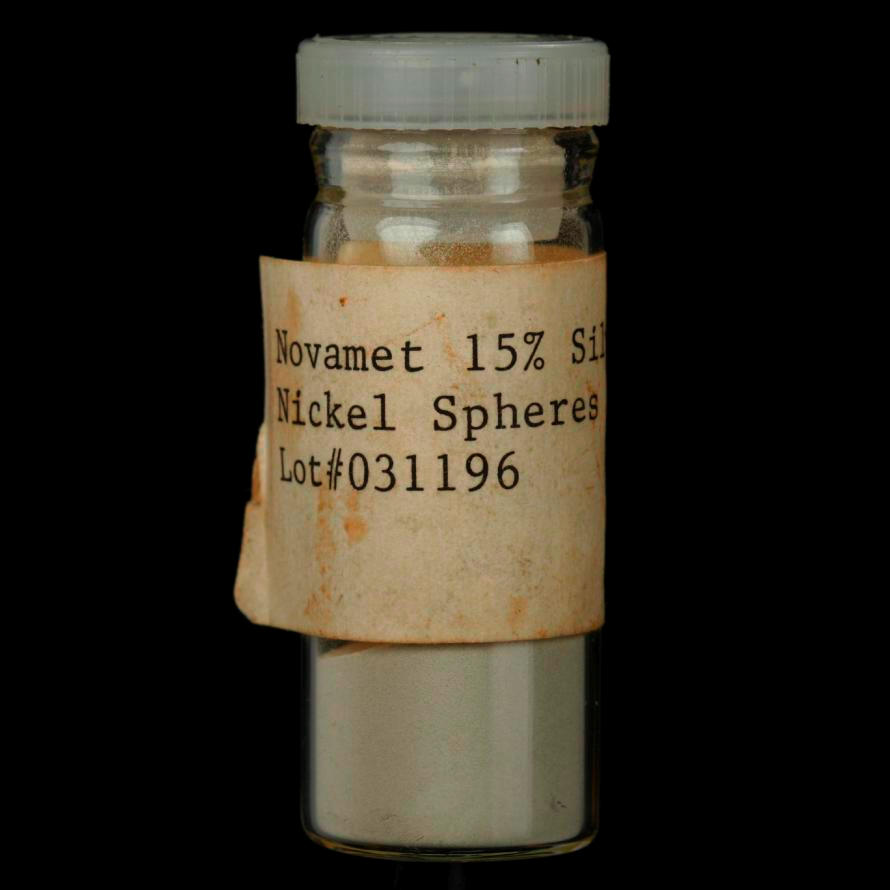 Novamet 15% Sil
Nickel Spheres
Lot#031196